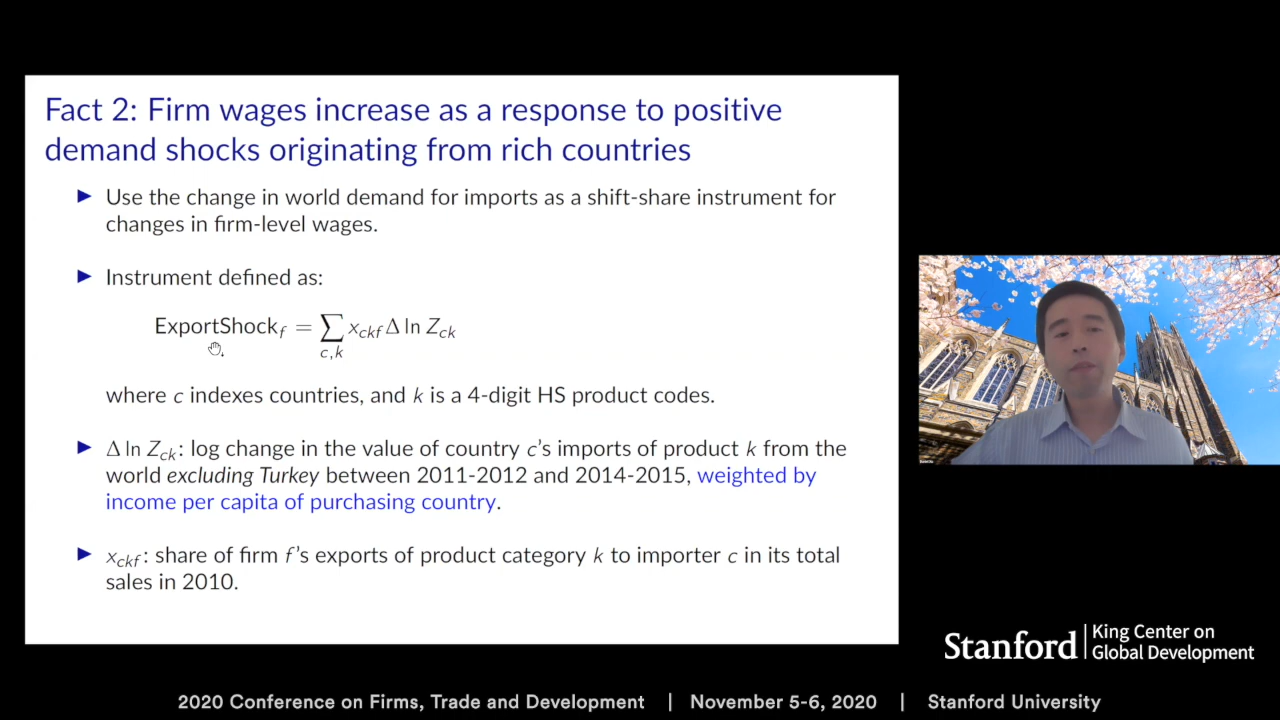 Fact 2: Firm wages increase as a response to positive
demand shocks originating from rich countries
▶ Use the change in world demand for imports as a shift-share instrument for
changes in firm-level wages.
▶ Instrument defined as:
ExportShock_f = ∑_{c,k} x_{ckf} Δ ln Z_{ck}
where c indexes countries, and k is a 4-digit HS product codes.
▶ Δ ln Z_{ck}: log change in the value of country c's imports of product k from the
world excluding Turkey between 2011-2012 and 2014-2015, weighted by
income per capita of purchasing country.
▶ x_{ckf}: share of firm f's exports of product category k to importer c in its total
sales in 2010.
Stanford | King Center on
Global Development
2020 Conference on Firms, Trade and Development | November 5-6, 2020 | Stanford University